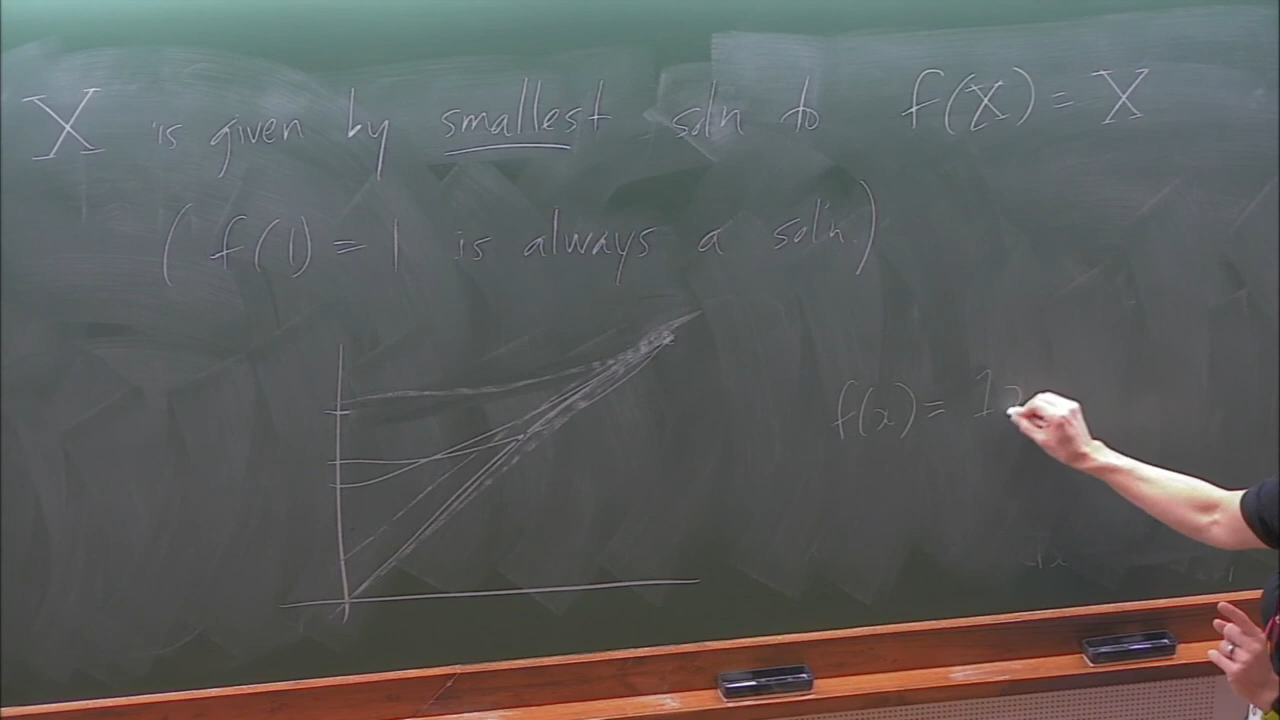 X is given by smallest soln to f(X) = X
( f(1) = 1 is always a soln. )
f(x) = 1